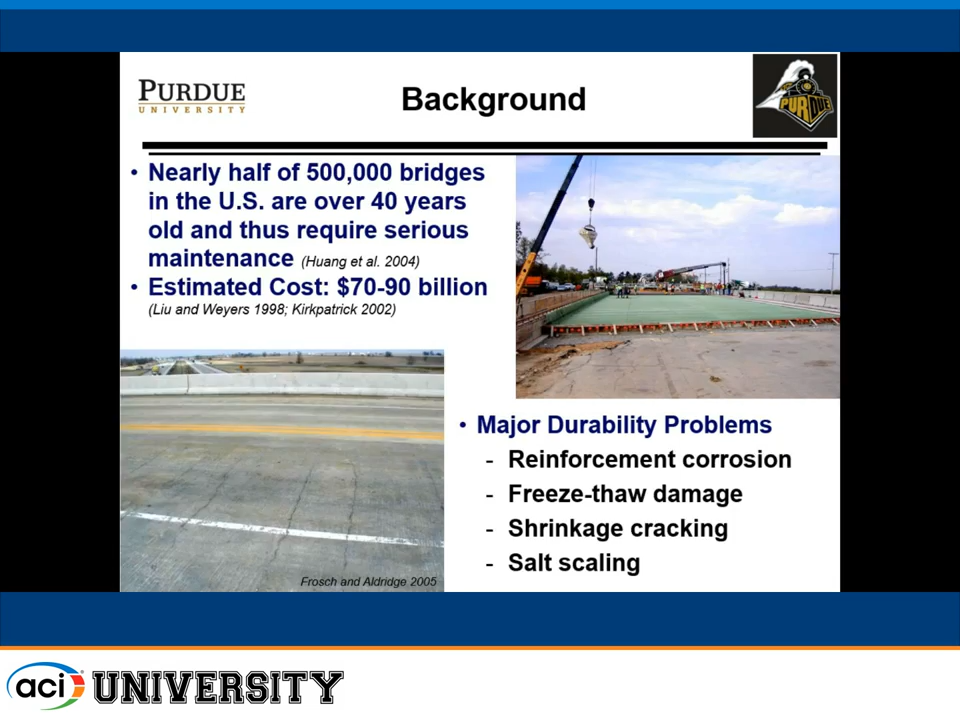 PURDUE
UNIVERSITY
Background
PURDUE
• Nearly half of 500,000 bridges
in the U.S. are over 40 years
old and thus require serious
maintenance (Huang et al. 2004)
• Estimated Cost: $70-90 billion
(Liu and Weyers 1998; Kirkpatrick 2002)
Frosch and Aldridge 2005
• Major Durability Problems
- Reinforcement corrosion
- Freeze-thaw damage
- Shrinkage cracking
- Salt scaling
aci UNIVERSITY